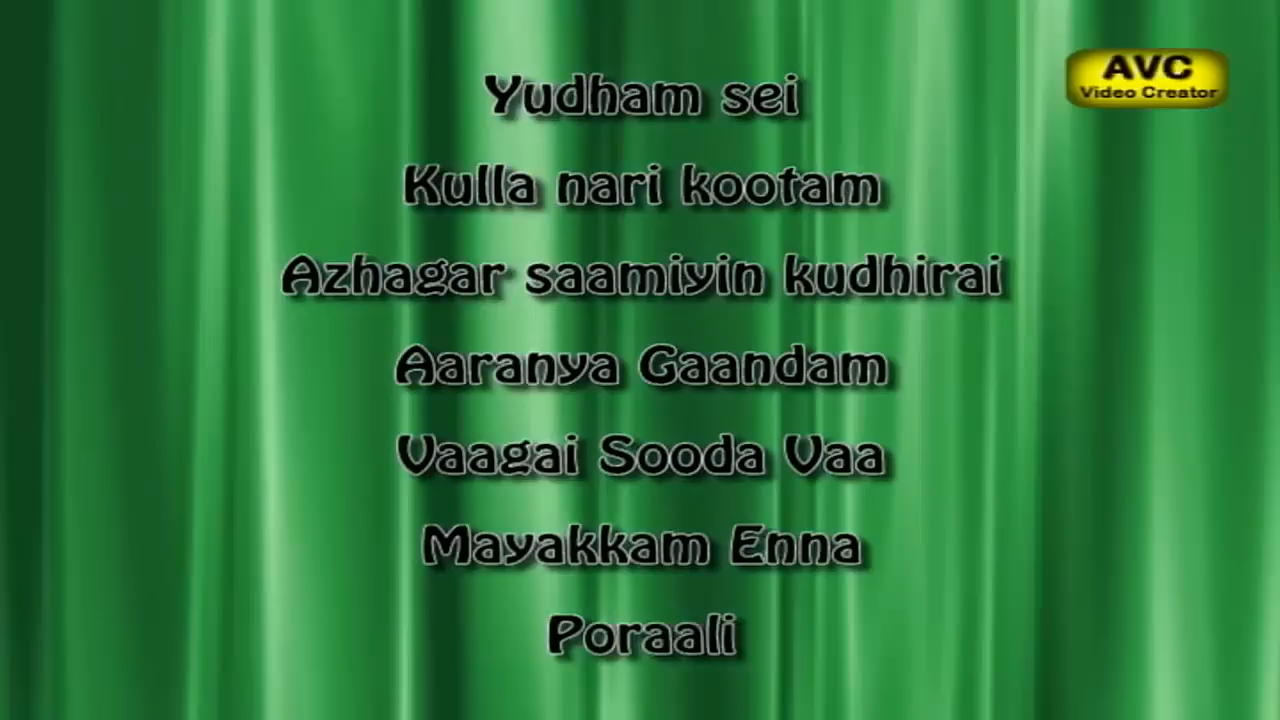 AVC
Video Creator
Yudham sei
Kulla nari kootam
Azhagar saamiyin kudhirai
Aaranya Gaandam
Vaagai Sooda Vaa
Mayakkam Enna
Poraali